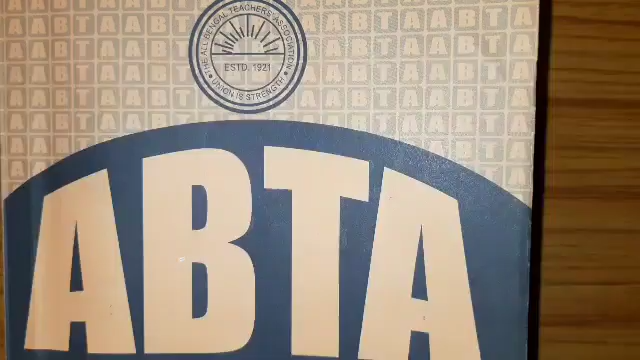 THE ALL BENGAL TEACHERS' ASSOCIATION
ESTD. 1921
UNION IS STRENGTH
ABTA